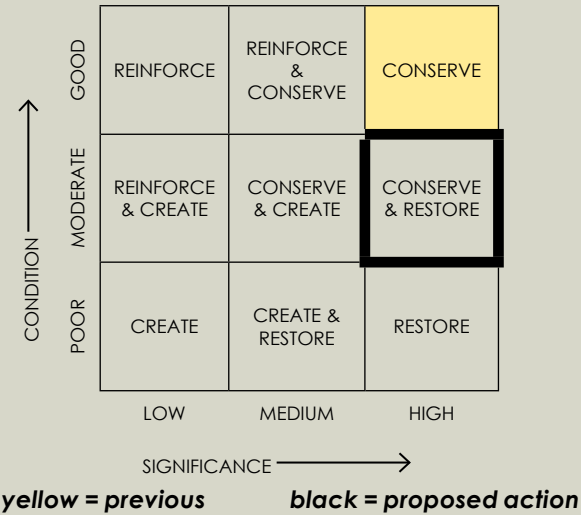 GOOD
REINFORCE
REINFORCE
&
CONSERVE
CONSERVE
MODERATE
REINFORCE
& CREATE
CONSERVE
& CREATE
CONSERVE
& RESTORE
CONDITION
POOR
CREATE
CREATE &
RESTORE
RESTORE
LOW
MEDIUM
HIGH
SIGNIFICANCE
yellow = previous
black = proposed action